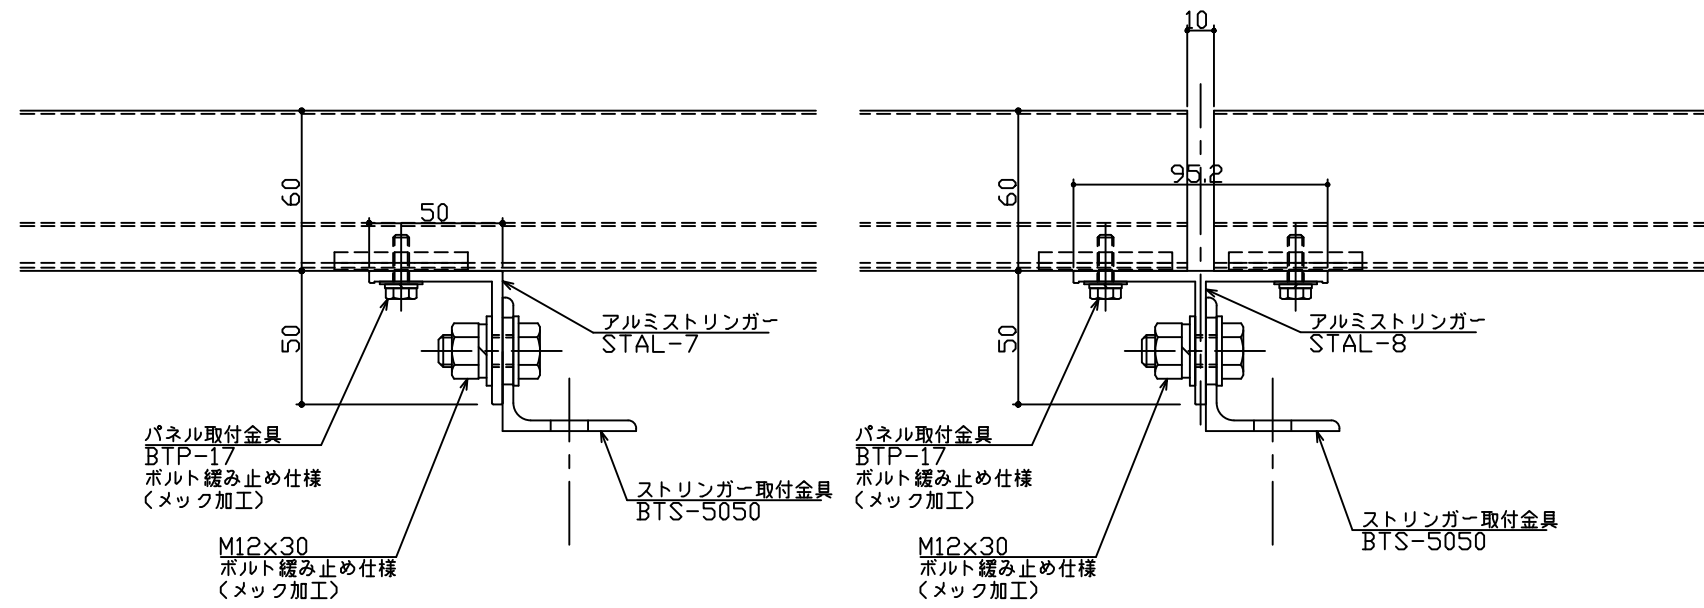 60
50
50
アルミストリンガー
STAL-7
パネル取付金具
BTP-17
ボルト緩み止め仕様
(メック加工)
ストリンガー取付金具
BTS-5050
M12x30
ボルト緩み止め仕様
(メック加工)
10
95.2
60
50
アルミストリンガー
STAL-8
パネル取付金具
BTP-17
ボルト緩み止め仕様
(メック加工)
ストリンガー取付金具
BTS-5050
M12x30
ボルト緩み止め仕様
(メック加工)